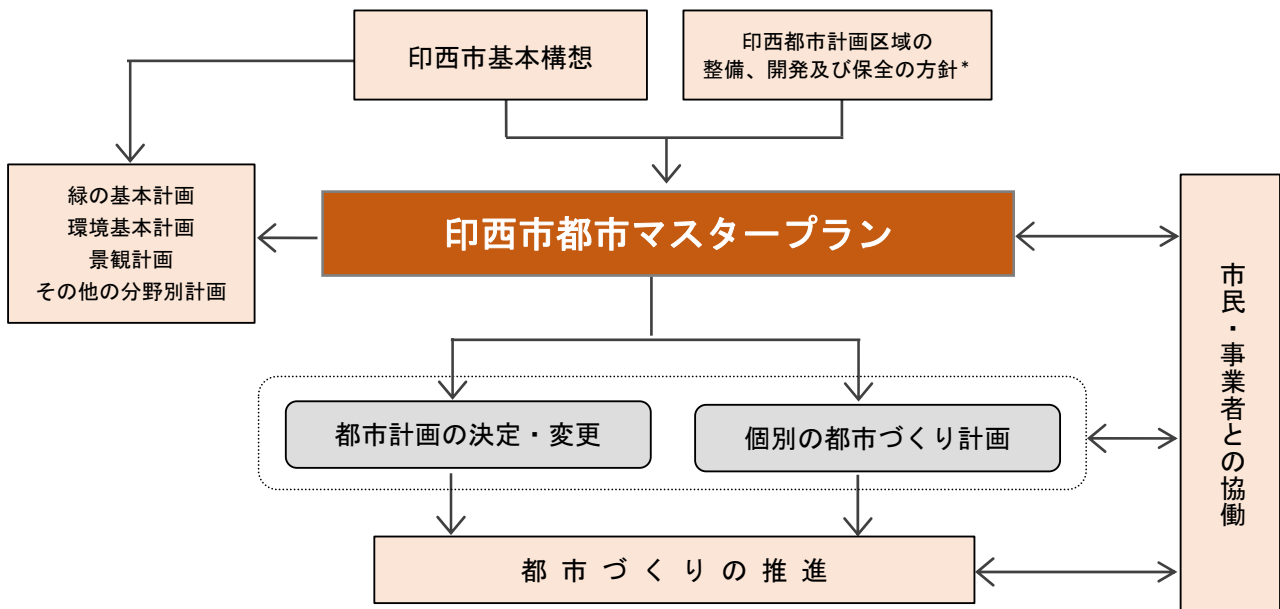 印西市基本構想
印西都市計画区域の
整備、開発及び保全の方針*
緑の基本計画
環境基本計画
景観計画
その他の分野別計画
印西市都市マスタープラン
市民・事業者との協働
都市計画の決定・変更
個別の都市づくり計画
都市づくりの推進